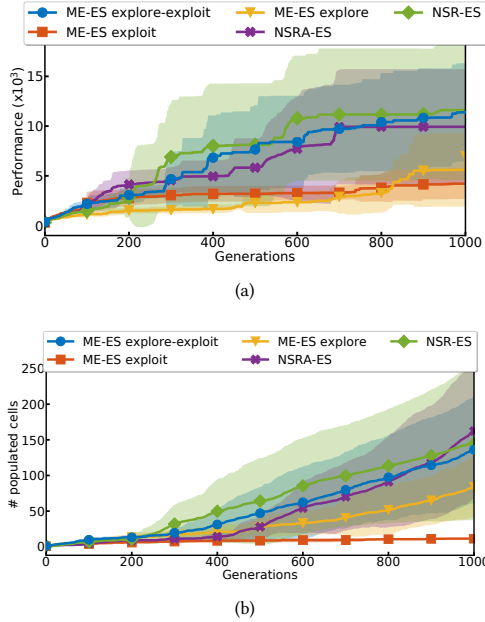 ME-ES explore-exploit ME-ES explore NSR-ES
ME-ES exploit NSRA-ES
Performance (x10³)
15
10
5
0
0 200 400 600 800 1000
Generations
(a)
ME-ES explore-exploit ME-ES explore NSR-ES
ME-ES exploit NSRA-ES
# populated cells
250
200
150
100
50
0
0 200 400 600 800 1000
Generations
(b)